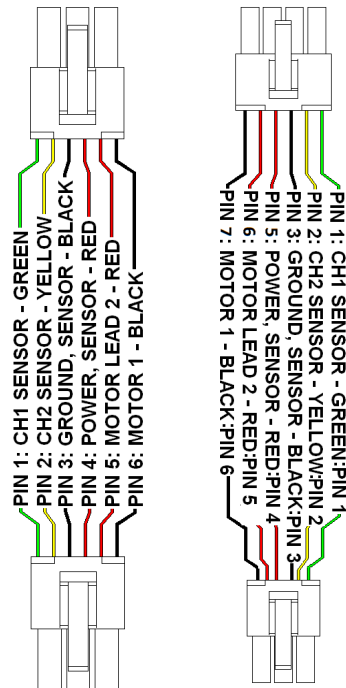 PIN 1: CH1 SENSOR - GREEN
PIN 2: CH2 SENSOR - YELLOW
PIN 3: GROUND, SENSOR - BLACK
PIN 4: POWER, SENSOR - RED
PIN 5: MOTOR LEAD 2 - RED
PIN 6: MOTOR 1 - BLACK
PIN 1: CH1 SENSOR - GREEN:PIN 1
PIN 2: CH2 SENSOR - YELLOW:PIN 2
PIN 3: GROUND, SENSOR - BLACK:PIN 3
PIN 5: POWER, SENSOR - RED:PIN 4
PIN 6: MOTOR LEAD 2 - RED:PIN 5
PIN 7: MOTOR 1 - BLACK:PIN 6